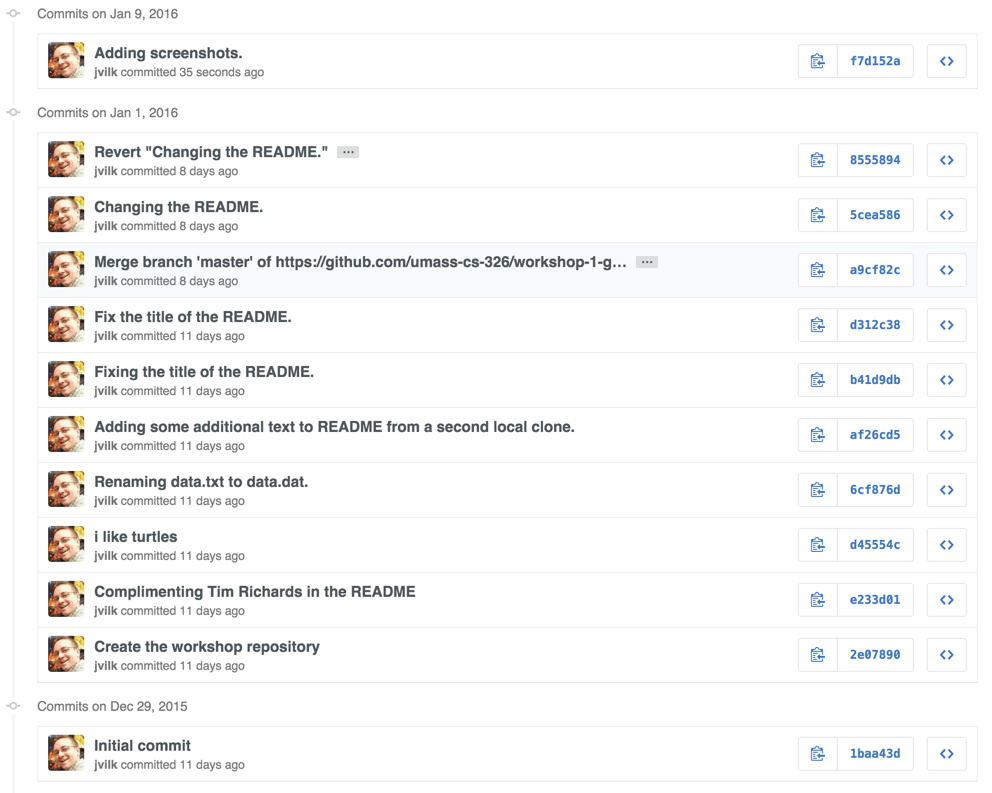 Commits on Jan 9, 2016
Adding screenshots.
jvilk committed 35 seconds ago
f7d152a
Commits on Jan 1, 2016
Revert "Changing the README." …
jvilk committed 8 days ago
8555894
Changing the README.
jvilk committed 8 days ago
5cea586
Merge branch 'master' of https://github.com/umass-cs-326/workshop-1-g… …
jvilk committed 8 days ago
a9cf82c
Fix the title of the README.
jvilk committed 11 days ago
d312c38
Fixing the title of the README.
jvilk committed 11 days ago
b41d9db
Adding some additional text to README from a second local clone.
jvilk committed 11 days ago
af26cd5
Renaming data.txt to data.dat.
jvilk committed 11 days ago
6cf876d
i like turtles
jvilk committed 11 days ago
d45554c
Complimenting Tim Richards in the README
jvilk committed 11 days ago
e233d01
Create the workshop repository
jvilk committed 11 days ago
2e07890
Commits on Dec 29, 2015
Initial commit
jvilk committed 11 days ago
1baa43d